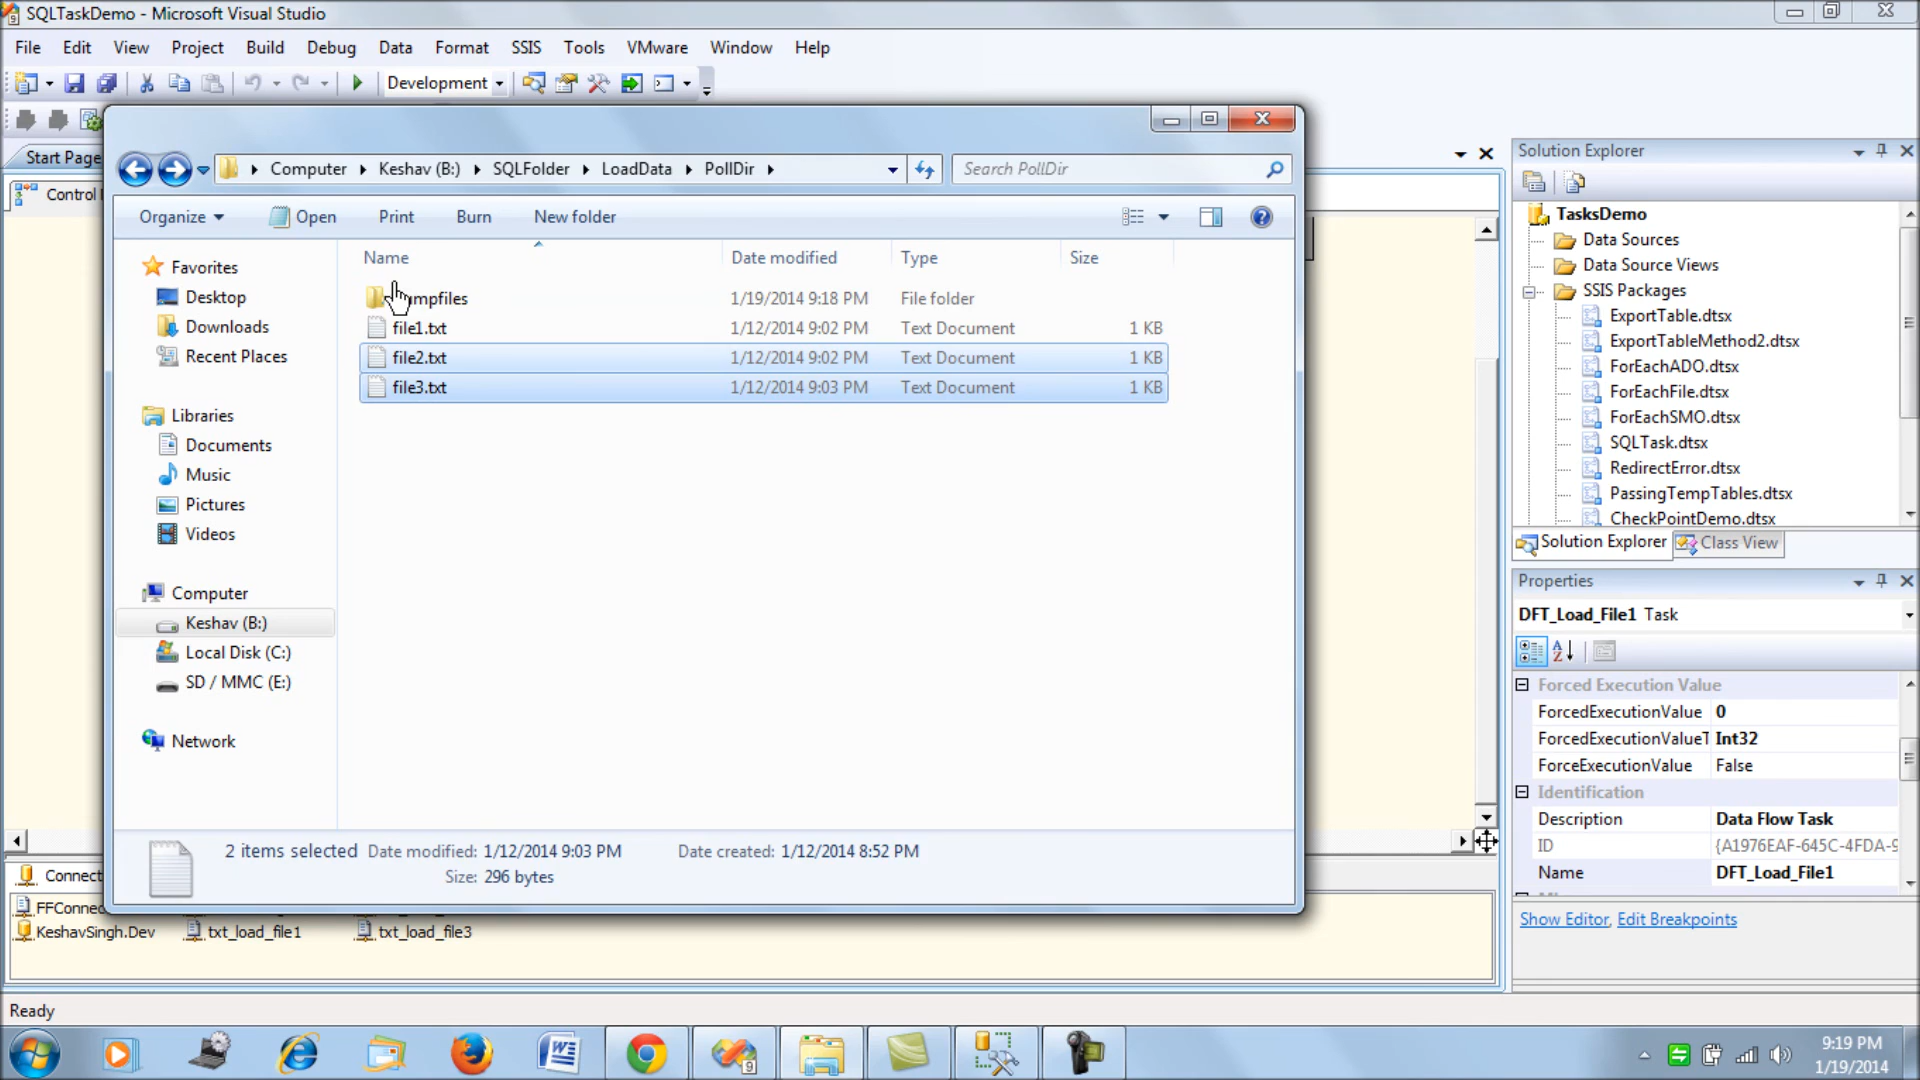 SQLTaskDemo - Microsoft Visual Studio
File Edit View Project Build Debug Data Format SSIS Tools VMware Window Help
Development
Start Page
Control
Computer Keshav (B:) SQLFolder LoadData PollDir
Search PollDir
Organize Open Print Burn New folder
Name Date modified Type Size
mpfiles 1/19/2014 9:18 PM File folder
file1.txt 1/12/2014 9:02 PM Text Document 1 KB
file2.txt 1/12/2014 9:02 PM Text Document 1 KB
file3.txt 1/12/2014 9:03 PM Text Document 1 KB
Favorites
Desktop
Downloads
Recent Places
Libraries
Documents
Music
Pictures
Videos
Computer
Keshav (B:)
Local Disk (C:)
SD / MMC (E:)
Network
2 items selected Date modified: 1/12/2014 9:03 PM Date created: 1/12/2014 8:52 PM
Size: 296 bytes
Connect
FFConnec
KeshavSingh.Dev txt_load_file1 txt_load_file3
Solution Explorer
TasksDemo
Data Sources
Data Source Views
SSIS Packages
ExportTable.dtsx
ExportTableMethod2.dtsx
ForEachADO.dtsx
ForEachFile.dtsx
ForEachSMO.dtsx
SQLTask.dtsx
RedirectError.dtsx
PassingTempTables.dtsx
CheckPointDemo.dtsx
Solution Explorer Class View
Properties
DFT_Load_File1 Task
Forced Execution Value
ForcedExecutionValue 0
ForcedExecutionValueT Int32
ForceExecutionValue False
Identification
Description Data Flow Task
ID {A1976EAF-645C-4FDA-9
Name DFT_Load_File1
Show Editor, Edit Breakpoints
Ready
9:19 PM
1/19/2014